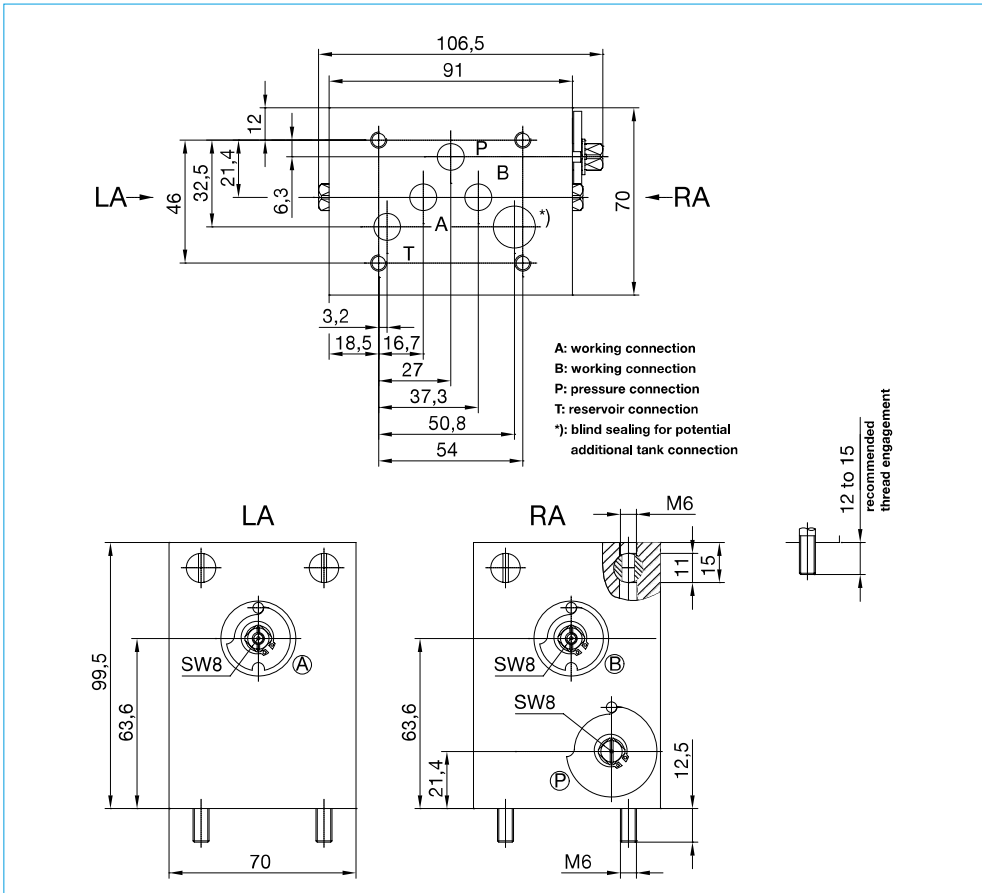 106,5
91
12
P
21,4
32,5
6,3
B
46
LA
70
RA
A
*)
T
3,2
18,5
16,7
27
37,3
50,8
54
A: working connection
B: working connection
P: pressure connection
T: reservoir connection
*): blind sealing for potential
additional tank connection
12 to 15
recommended
thread engagement
LA
RA
M6
11
15
99,5
63,6
SW8
A
63,6
SW8
B
SW8
21,4
P
12,5
70
M6